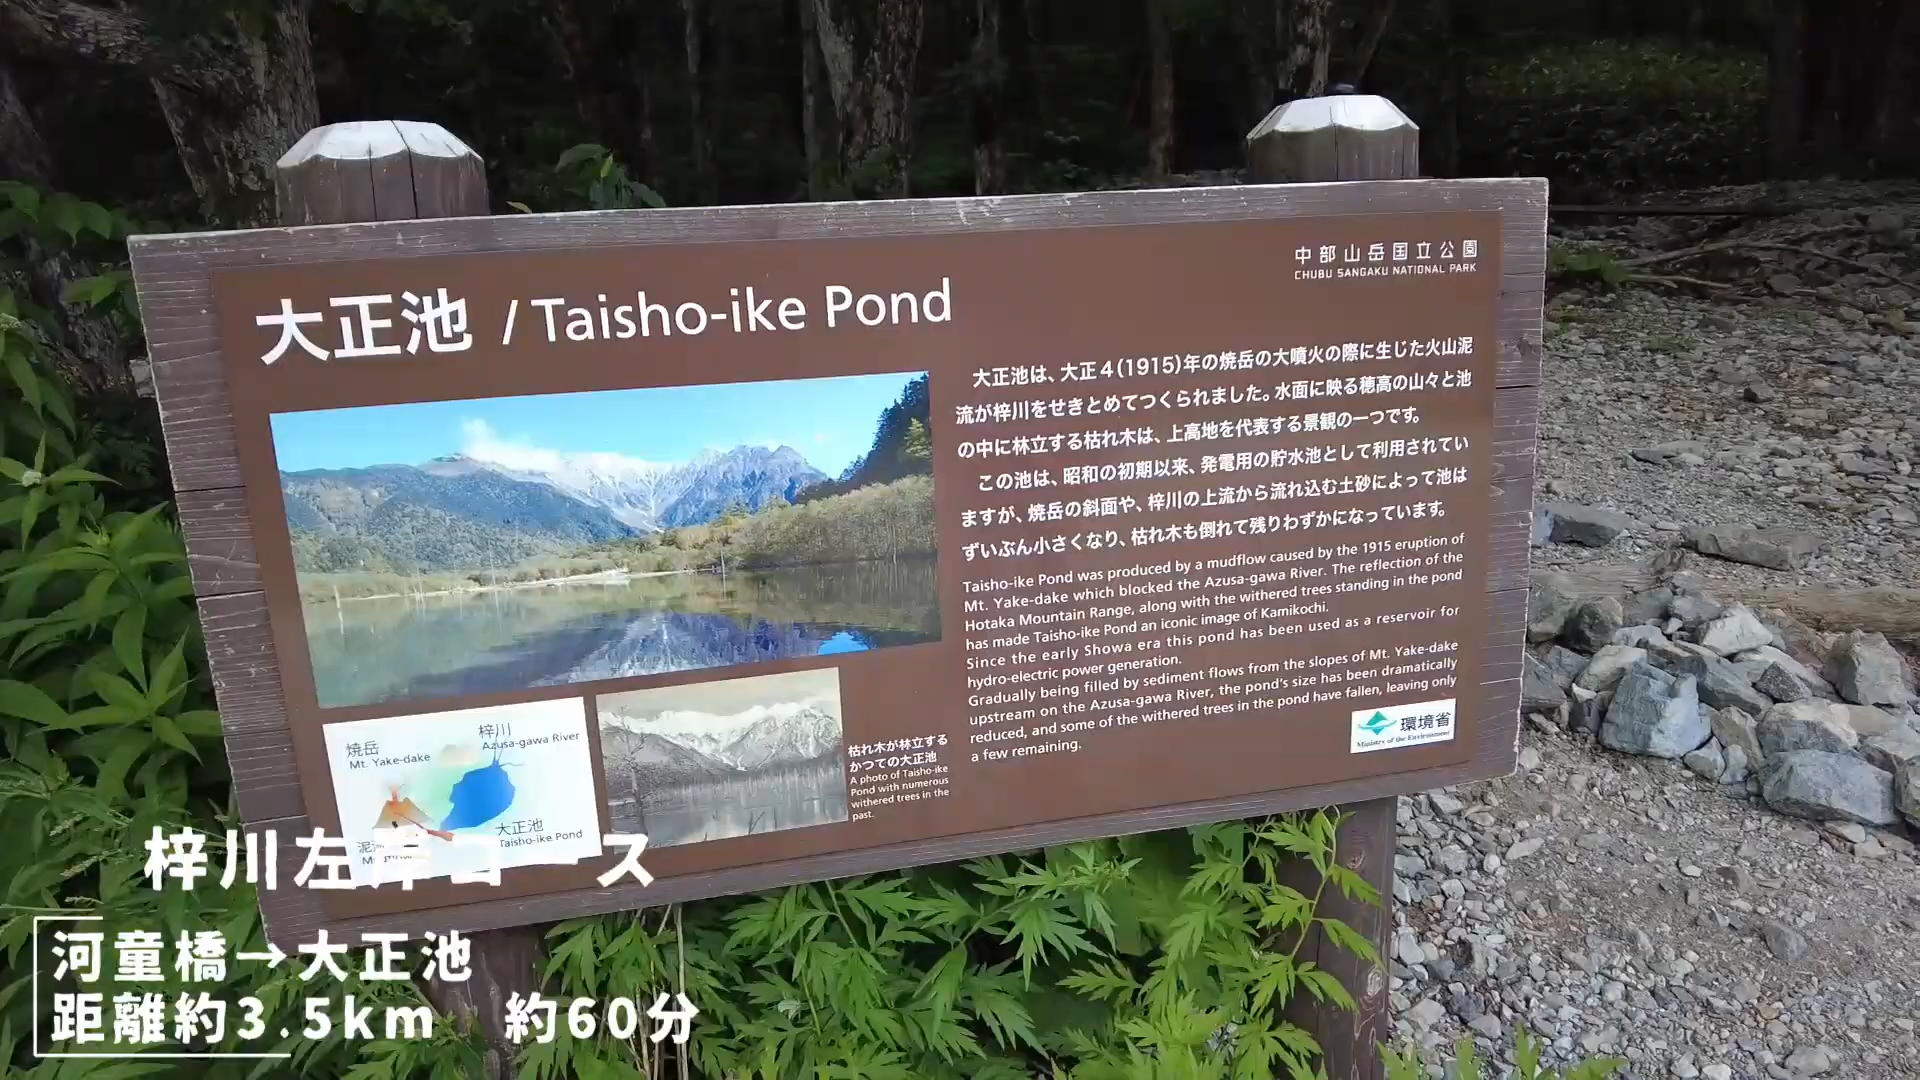 中部山岳国立公園
CHUBU SANGAKU NATIONAL PARK
大正池 / Taisho-ike Pond
大正池は、大正4(1915)年の焼岳の大噴火の際に生じた火山泥
流が梓川をせきとめてつくられました。水面に映る穂高の山々と池
の中に林立する枯れ木は、上高地を代表する景観の一つです。
この池は、昭和の初期以来、発電用の貯水池として利用されてい
ますが、焼岳の斜面や、梓川の上流から流れ込む土砂によって池は
ずいぶん小さくなり、枯れ木も倒れて残りわずかになっています。
Taisho-ike Pond was produced by a mudflow caused by the 1915 eruption of
Mt. Yake-dake which blocked the Azusa-gawa River. The reflection of the
Hotaka Mountain Range, along with the withered trees standing in the pond
has made Taisho-ike Pond an iconic image of Kamikochi.
Since the early Showa era this pond has been used as a reservoir for
hydro-electric power generation.
Gradually being filled by sediment flows from the slopes of Mt. Yake-dake
upstream on the Azusa-gawa River, the pond's size has been dramatically
reduced, and some of the withered trees in the pond have fallen, leaving only
a few remaining.
環境省
Ministry of the Environment
焼岳
Mt. Yake-dake
梓川
Azusa-gawa River
大正池
Taisho-ike Pond
枯れ木が林立する
かつての大正池
A photo of Taisho-ike
Pond with numerous
withered trees in the
past.
梓川左岸コース
河童橋→大正池
距離約3.5km 約60分